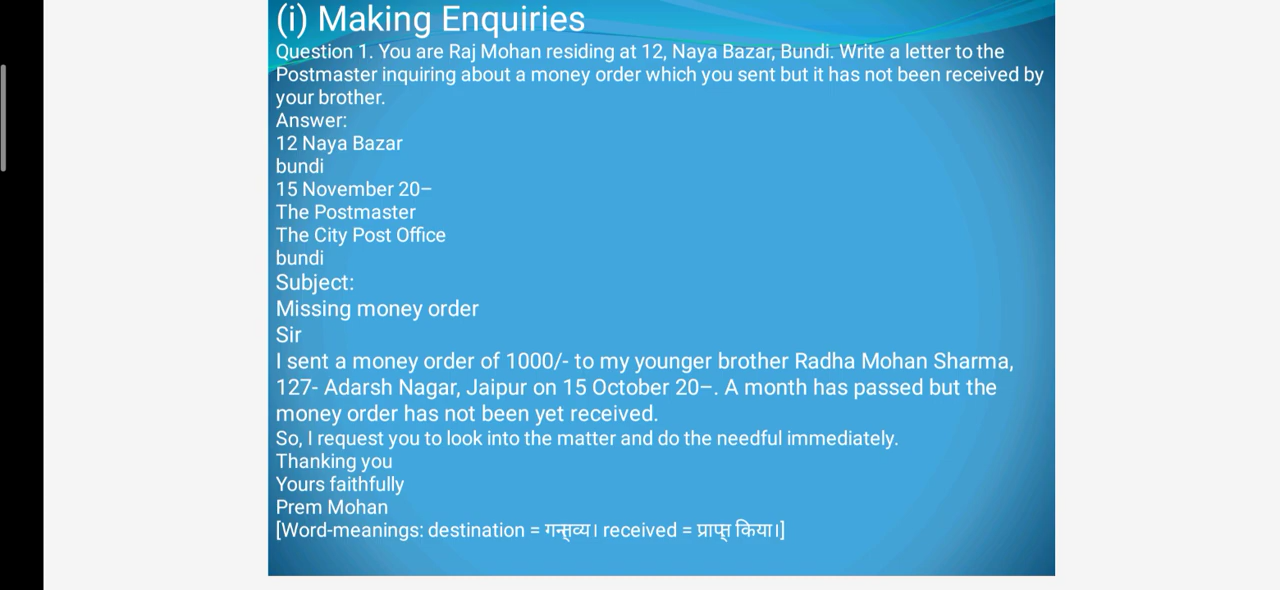 (i) Making Enquiries
Question 1. You are Raj Mohan residing at 12, Naya Bazar, Bundi. Write a letter to the
Postmaster inquiring about a money order which you sent but it has not been received by
your brother.
Answer:
12 Naya Bazar
bundi
15 November 20–
The Postmaster
The City Post Office
bundi
Subject:
Missing money order
Sir
I sent a money order of 1000/- to my younger brother Radha Mohan Sharma,
127- Adarsh Nagar, Jaipur on 15 October 20–. A month has passed but the
money order has not been yet received.
So, I request you to look into the matter and do the needful immediately.
Thanking you
Yours faithfully
Prem Mohan
[Word-meanings: destination = गन्तव्य। received = प्राप्त किया।]